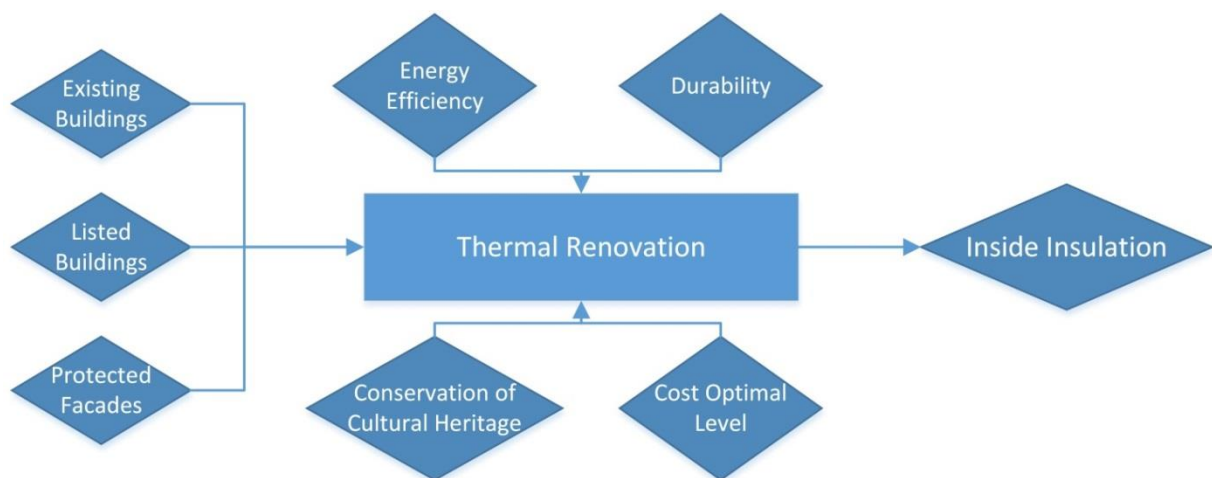 Existing
Buildings
Listed
Buildings
Protected
Facades
Energy
Efficiency
Durability
Thermal Renovation
Conservation of
Cultural Heritage
Cost Optimal
Level
Inside Insulation